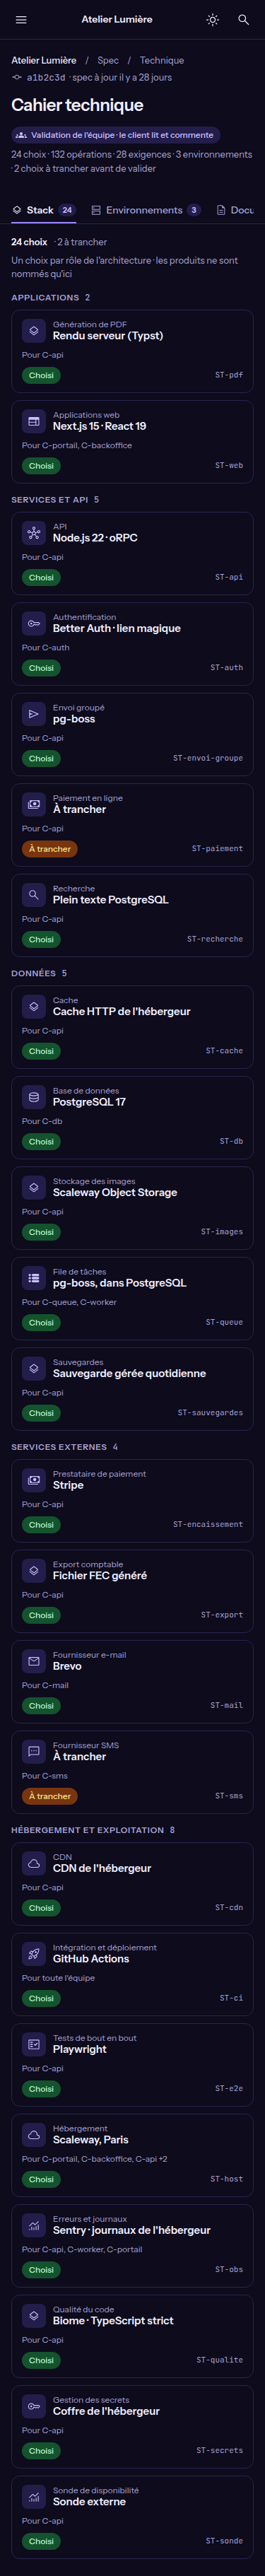 Atelier Lumière
Atelier Lumière / Spec / Technique
a1b2c3d · spec à jour il y a 28 jours
Cahier technique
Validation de l'équipe · le client lit et commente
24 choix · 132 opérations · 28 exigences · 3 environnements
· 2 choix à trancher avant de valider
Stack 24 Environnements 3 Docu
24 choix · 2 à trancher
Un choix par rôle de l'architecture · les produits ne sont
nommés qu'ici
APPLICATIONS 2
Génération de PDF
Rendu serveur (Typst)
Pour C-api
Choisi ST-pdf
Applications web
Next.js 15 · React 19
Pour C-portail, C-backoffice
Choisi ST-web
SERVICES ET API 5
API
Node.js 22 · oRPC
Pour C-api
Choisi ST-api
Authentification
Better Auth · lien magique
Pour C-auth
Choisi ST-auth
Envoi groupé
pg-boss
Pour C-api
Choisi ST-envoi-groupe
Paiement en ligne
À trancher
Pour C-api
À trancher ST-paiement
Recherche
Plein texte PostgreSQL
Pour C-api
Choisi ST-recherche
DONNÉES 5
Cache
Cache HTTP de l'hébergeur
Pour C-api
Choisi ST-cache
Base de données
PostgreSQL 17
Pour C-db
Choisi ST-db
Stockage des images
Scaleway Object Storage
Pour C-api
Choisi ST-images
File de tâches
pg-boss, dans PostgreSQL
Pour C-queue, C-worker
Choisi ST-queue
Sauvegardes
Sauvegarde gérée quotidienne
Pour C-api
Choisi ST-sauvegardes
SERVICES EXTERNES 4
Prestataire de paiement
Stripe
Pour C-api
Choisi ST-encaissement
Export comptable
Fichier FEC généré
Pour C-api
Choisi ST-export
Fournisseur e-mail
Brevo
Pour C-mail
Choisi ST-mail
Fournisseur SMS
À trancher
Pour C-sms
À trancher ST-sms
HÉBERGEMENT ET EXPLOITATION 8
CDN
CDN de l'hébergeur
Pour C-api
Choisi ST-cdn
Intégration et déploiement
GitHub Actions
Pour toute l'équipe
Choisi ST-ci
Tests de bout en bout
Playwright
Pour C-api
Choisi ST-e2e
Hébergement
Scaleway, Paris
Pour C-portail, C-backoffice, C-api +2
Choisi ST-host
Erreurs et journaux
Sentry · journaux de l'hébergeur
Pour C-api, C-worker, C-portail
Choisi ST-obs
Qualité du code
Biome · TypeScript strict
Pour C-api
Choisi ST-qualite
Gestion des secrets
Coffre de l'hébergeur
Pour C-api
Choisi ST-secrets
Sonde de disponibilité
Sonde externe
Pour C-api
Choisi ST-sonde